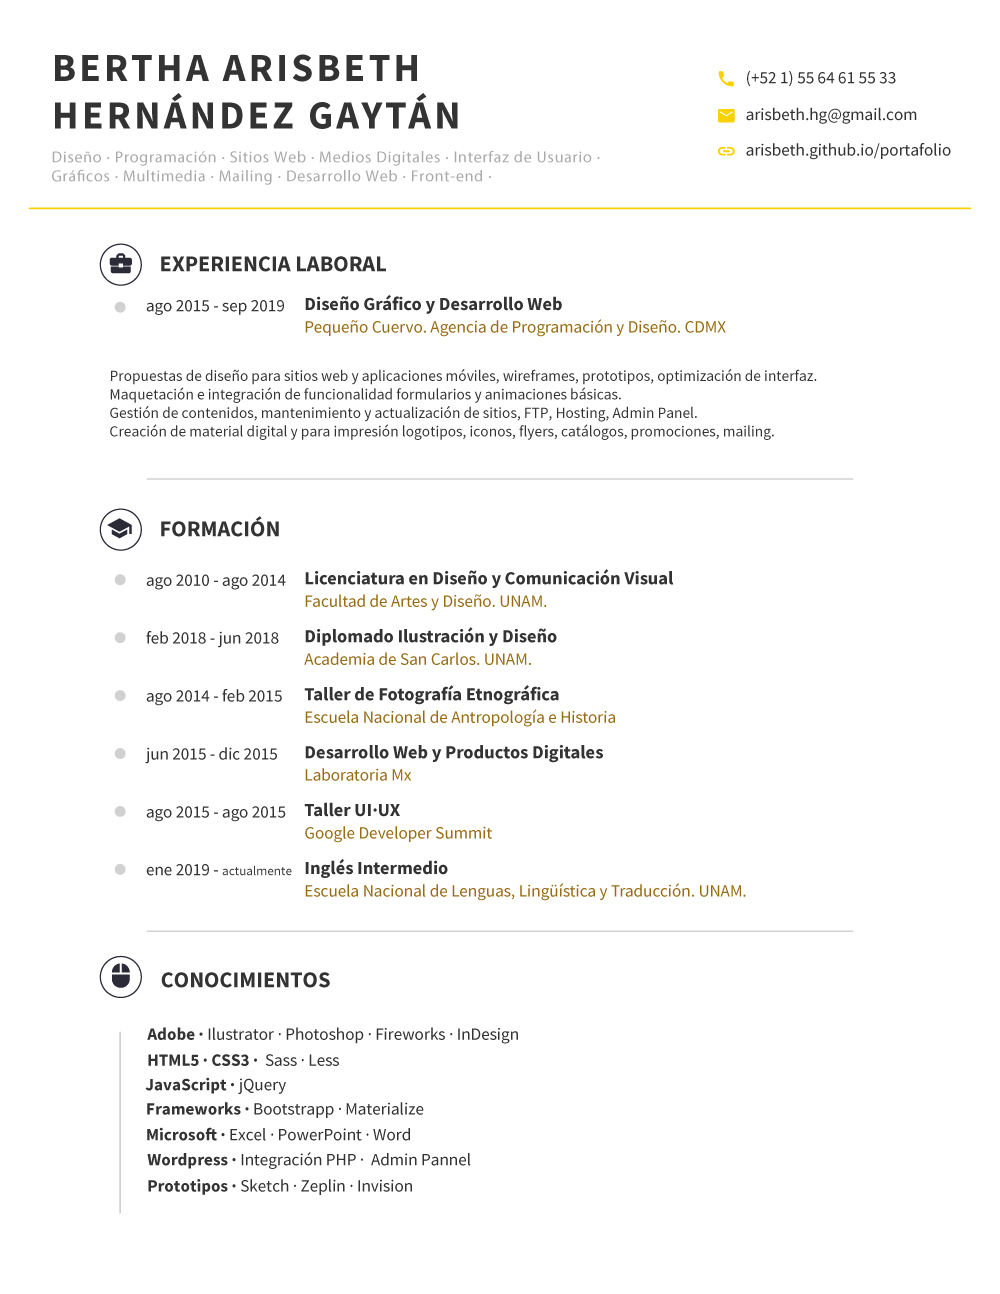 BERTHA ARISBETH
HERNÁNDEZ GAYTÁN
Diseño · Programación · Sitios Web · Medios Digitales · Interfaz de Usuario ·
Gráficos · Multimedia · Mailing · Desarrollo Web · Front-end ·
(+52 1) 55 64 61 55 33
arisbeth.hg@gmail.com
arisbeth.github.io/portafolio
EXPERIENCIA LABORAL
ago 2015 - sep 2019 Diseño Gráfico y Desarrollo Web
Pequeño Cuervo. Agencia de Programación y Diseño. CDMX
Propuestas de diseño para sitios web y aplicaciones móviles, wireframes, prototipos, optimización de interfaz.
Maquetación e integración de funcionalidad formularios y animaciones básicas.
Gestión de contenidos, mantenimiento y actualización de sitios, FTP, Hosting, Admin Panel.
Creación de material digital y para impresión logotipos, iconos, flyers, catálogos, promociones, mailing.
FORMACIÓN
ago 2010 - ago 2014 Licenciatura en Diseño y Comunicación Visual
Facultad de Artes y Diseño. UNAM.
feb 2018 - jun 2018 Diplomado Ilustración y Diseño
Academia de San Carlos. UNAM.
ago 2014 - feb 2015 Taller de Fotografía Etnográfica
Escuela Nacional de Antropología e Historia
jun 2015 - dic 2015 Desarrollo Web y Productos Digitales
Laboratoria Mx
ago 2015 - ago 2015 Taller UI·UX
Google Developer Summit
ene 2019 - actualmente Inglés Intermedio
Escuela Nacional de Lenguas, Lingüística y Traducción. UNAM.
CONOCIMIENTOS
Adobe · Ilustrator · Photoshop · Fireworks · InDesign
HTML5 · CSS3 · Sass · Less
JavaScript · jQuery
Frameworks · Bootstrapp · Materialize
Microsoft · Excel · PowerPoint · Word
Wordpress · Integración PHP · Admin Pannel
Prototipos · Sketch · Zeplin · Invision